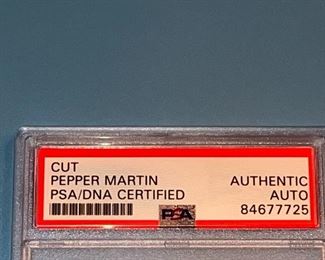 CUT
PEPPER MARTIN AUTHENTIC
PSA/DNA CERTIFIED AUTO
PSA 84677725